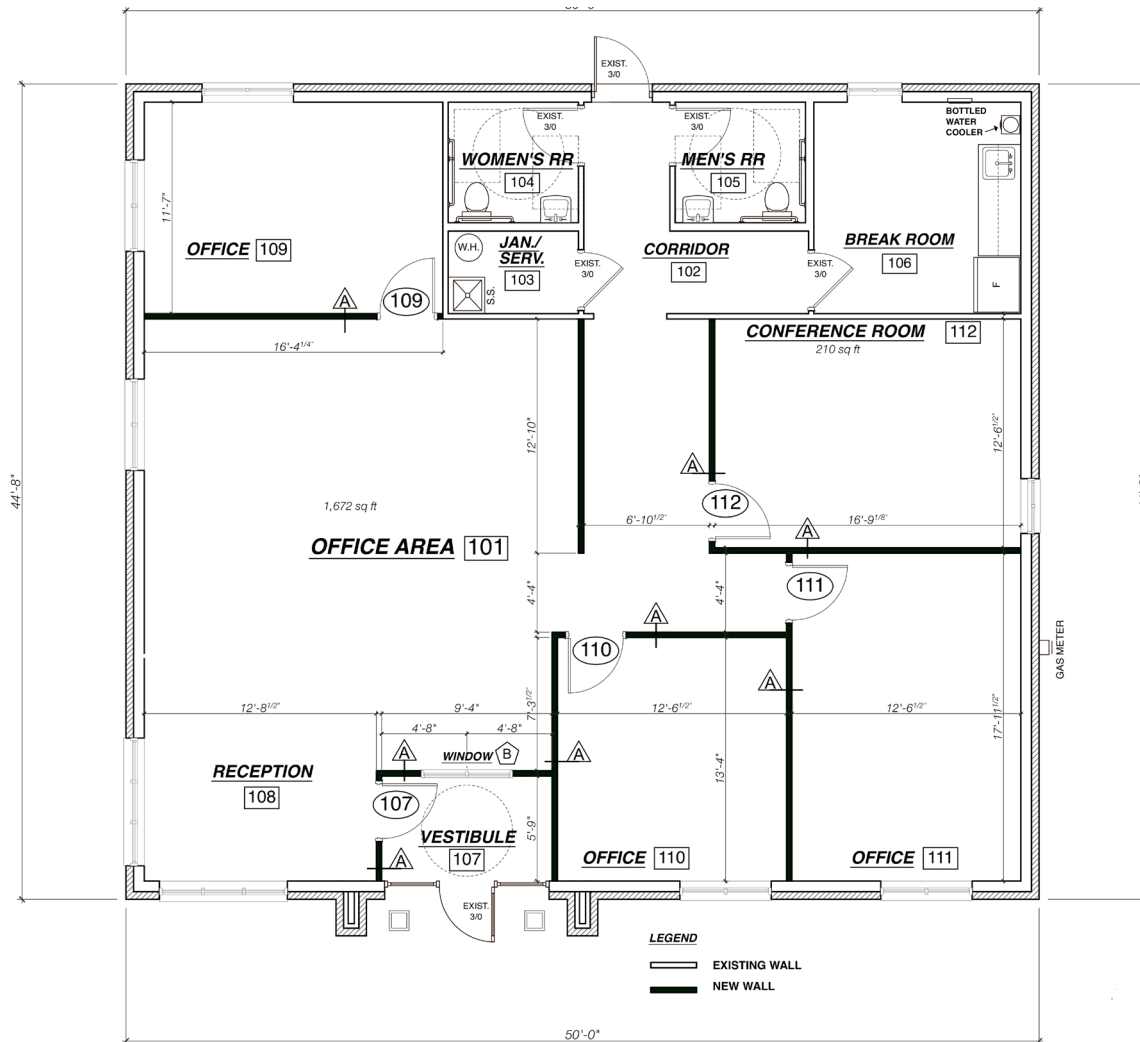 EXIST.
3/0
BOTTLED
WATER
COOLER
EXIST.
3/0
EXIST.
3/0
WOMEN'S RR
104
MEN'S RR
105
11'-7"
OFFICE 109
W.H.
JAN./
SERV.
103
S.S.
EXIST.
3/0
CORRIDOR
102
EXIST.
3/0
BREAK ROOM
106
F
A
109
16'-4 1/4'
CONFERENCE ROOM 112
210 sq ft
12'-10"
12'-6 1/2'
44'-8"
A
112
1,672 sq ft
6'-10 1/2'
16'-9 1/8'
A
OFFICE AREA 101
4'-4"
4'-4"
111
A
110
GAS METER
A
12'-8 1/2'
9'-4"
7'-3 1/2'
12'-6 1/2'
12'-6 1/2'
17'-11 1/2'
4'-8"
4'-8"
A
WINDOW B
A
13'-4"
RECEPTION
108
107
VESTIBULE
107
5'-9"
A
OFFICE 110
OFFICE 111
EXIST.
3/0
LEGEND
EXISTING WALL
NEW WALL
50'-0"